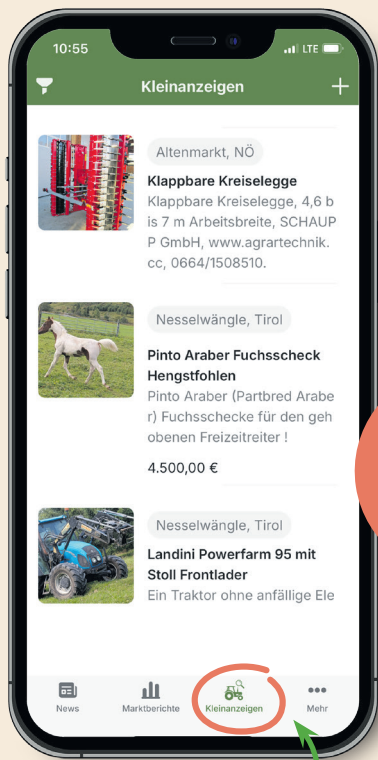 10:55
LTE
Kleinanzeigen
Altenmarkt, NÖ
Klappbare Kreiselegge
Klappbare Kreiselegge, 4,6 b
is 7 m Arbeitsbreite, SCHAUP
P GmbH, www.agrartechnik.
cc, 0664/1508510.
Nesselwängle, Tirol
Pinto Araber Fuchsscheck
Hengstfohlen
Pinto Araber (Partbred Arabe
r) Fuchsschecke für den geh
obenen Freizeitreiter !
4.500,00 €
Nesselwängle, Tirol
Landini Powerfarm 95 mit
Stoll Frontlader
Ein Traktor ohne anfällige Ele
News
Marktberichte
Kleinanzeigen
Mehr